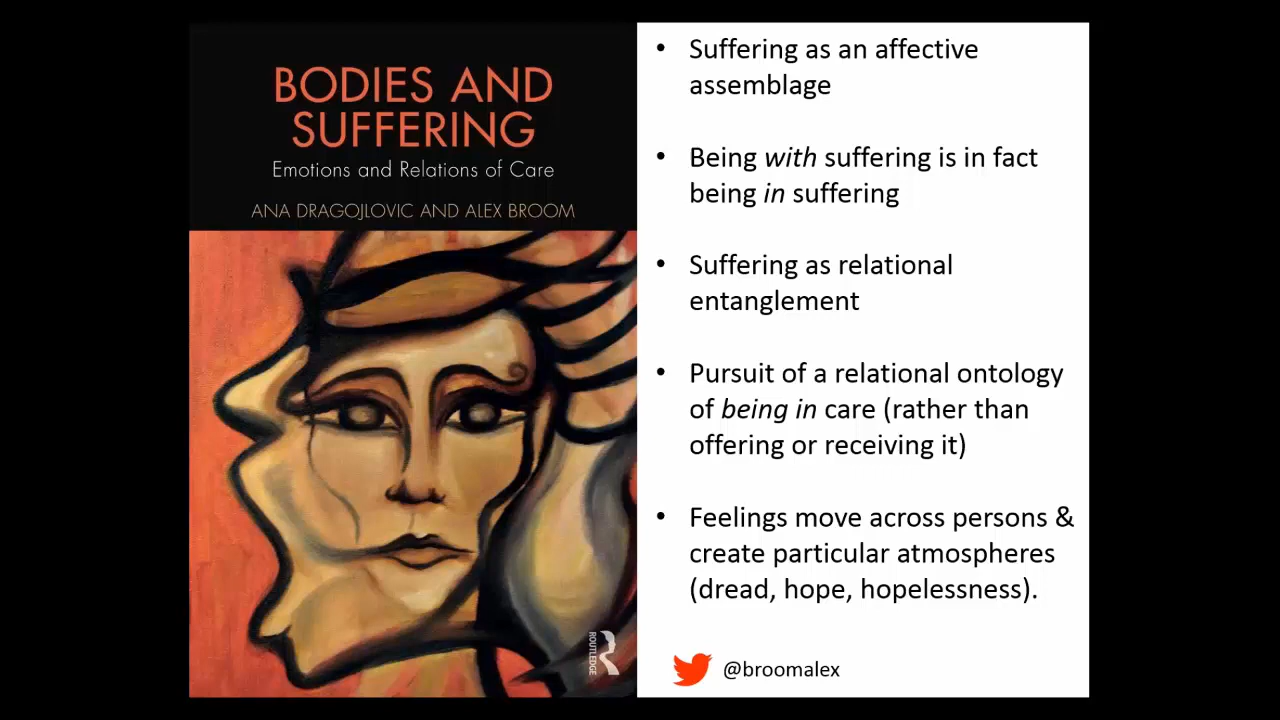 BODIES AND
SUFFERING
Emotions and Relations of Care
ANA DRAGOJLOVIC AND ALEX BROOM
ROUTLEDGE
• Suffering as an affective
assemblage
• Being with suffering is in fact
being in suffering
• Suffering as relational
entanglement
• Pursuit of a relational ontology
of being in care (rather than
offering or receiving it)
• Feelings move across persons &
create particular atmospheres
(dread, hope, hopelessness).
@broomalex